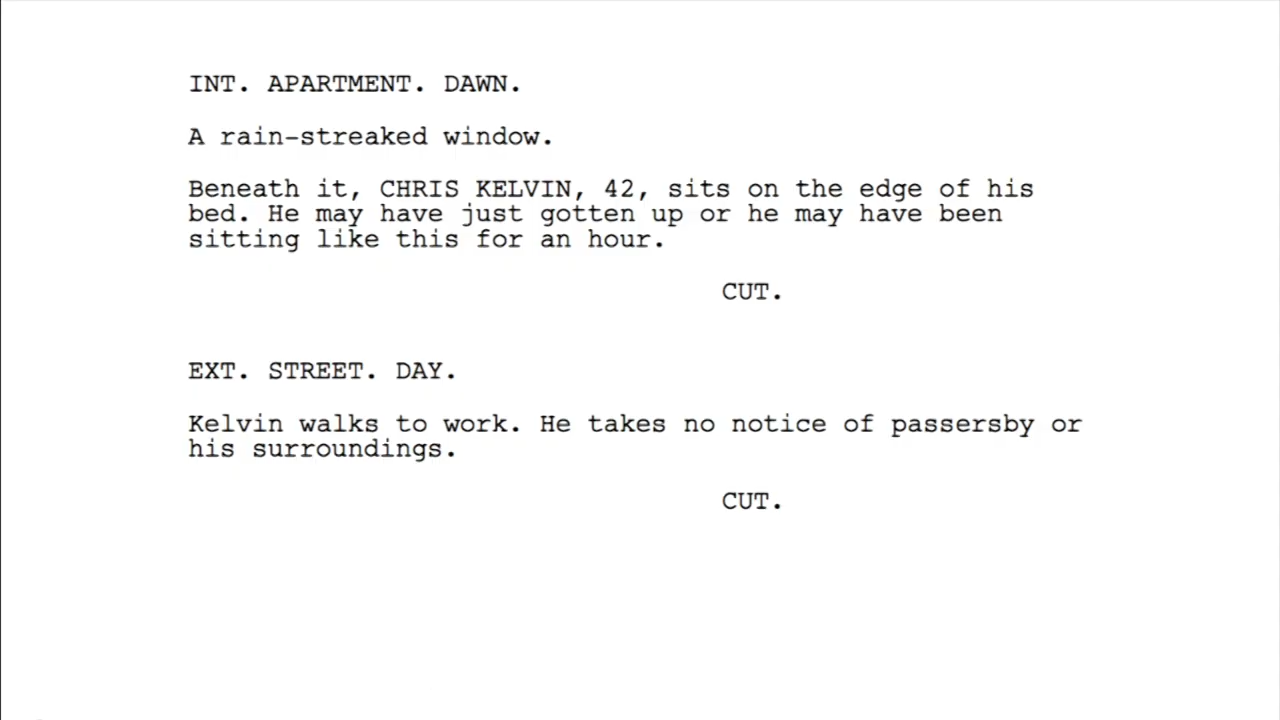 INT. APARTMENT. DAWN.
A rain-streaked window.
Beneath it, CHRIS KELVIN, 42, sits on the edge of his
bed. He may have just gotten up or he may have been
sitting like this for an hour.
CUT.
EXT. STREET. DAY.
Kelvin walks to work. He takes no notice of passersby or
his surroundings.
CUT.